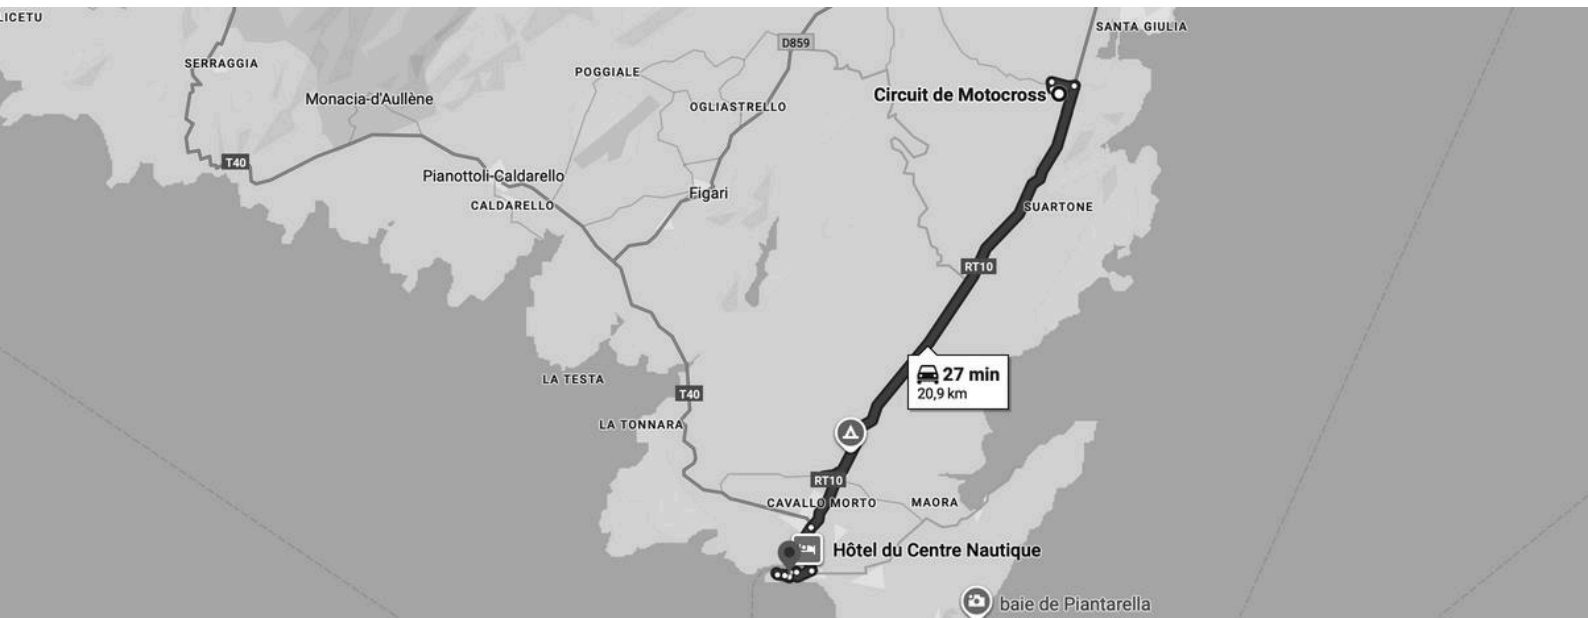 LICETU
SANTA GIULIA
D859
SERRAGGIA
POGGIALE
Monacia-d'Aullène
OGLIASTRELLO
Circuit de Motocross
T40
Pianottoli-Caldarello
Figari
CALDARELLO
SUARTONE
RT10
27 min
20,9 km
LA TESTA
T40
LA TONNARA
RT10
CAVALLO MORTO
MAORA
Hôtel du Centre Nautique
baie de Piantarella